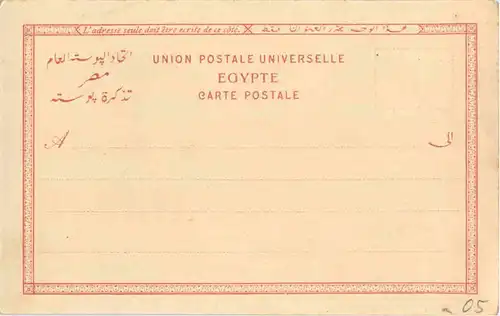 L'adresse seule doit être écrite de ce côté.
اتحاد البوستة العام
UNION POSTALE UNIVERSELLE
مصر
EGYPTE
تذكرة بوستة
CARTE POSTALE
A
الى
05